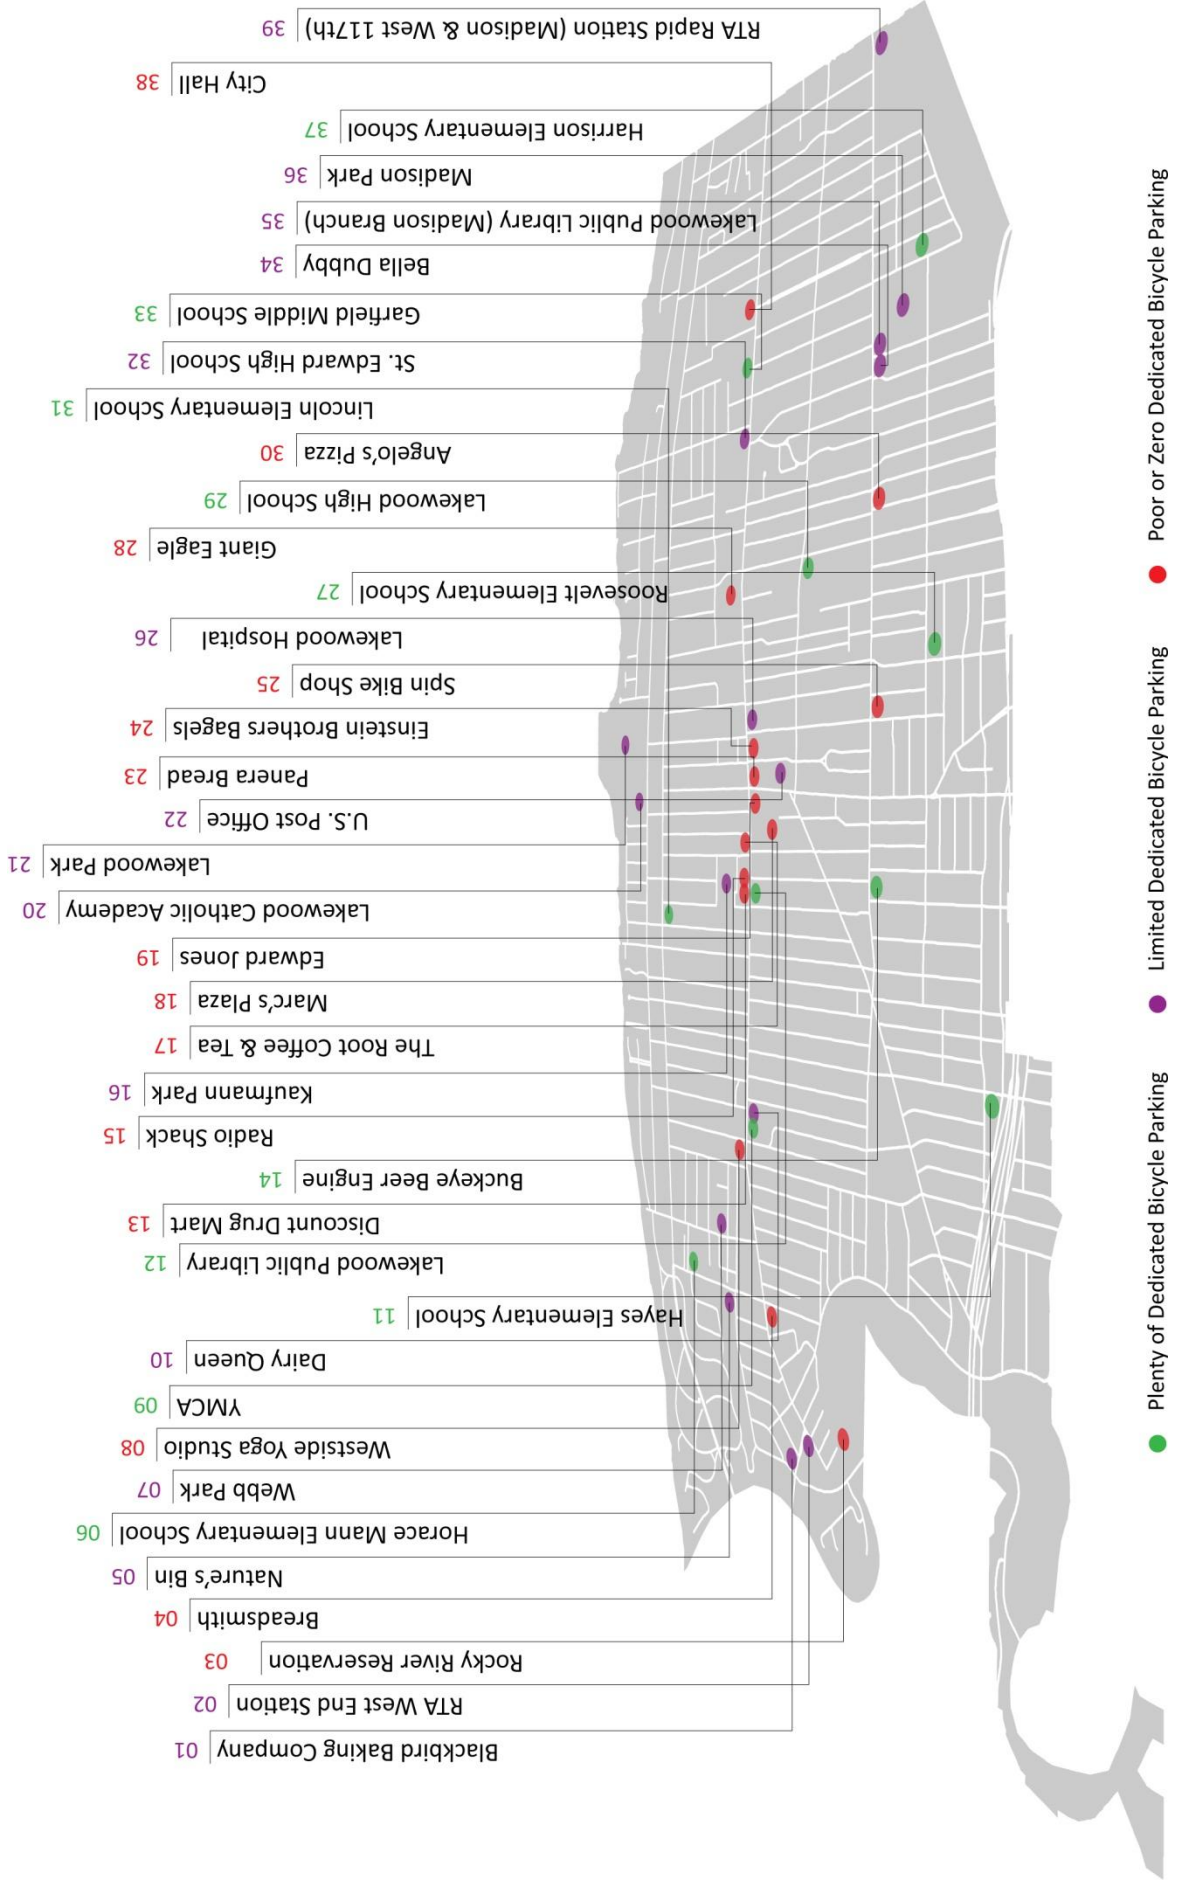 01 Blackbird Baking Company
02 RTA West End Station
03 Rocky River Reservation
04 Breadsmith
05 Nature's Bin
06 Horace Mann Elementary School
07 Webb Park
08 Westside Yoga Studio
09 YMCA
10 Dairy Queen
11 Hayes Elementary School
12 Lakewood Public Library
13 Discount Drug Mart
14 Buckeye Beer Engine
15 Radio Shack
16 Kaufmann Park
17 The Root Coffee & Tea
18 Marc's Plaza
19 Edward Jones
20 Lakewood Catholic Academy
21 Lakewood Park
22 U.S. Post Office
23 Panera Bread
24 Einstein Brothers Bagels
25 Spin Bike Shop
26 Lakewood Hospital
27 Roosevelt Elementary School
28 Giant Eagle
29 Lakewood High School
30 Angelo's Pizza
31 Lincoln Elementary School
32 St. Edward High School
33 Garfield Middle School
34 Bella Dubby
35 Lakewood Public Library (Madison Branch)
36 Madison Park
37 Harrison Elementary School
38 City Hall
39 RTA Rapid Station (Madison & West 117th)
Plenty of Dedicated Bicycle Parking
Limited Dedicated Bicycle Parking
Poor or Zero Dedicated Bicycle Parking